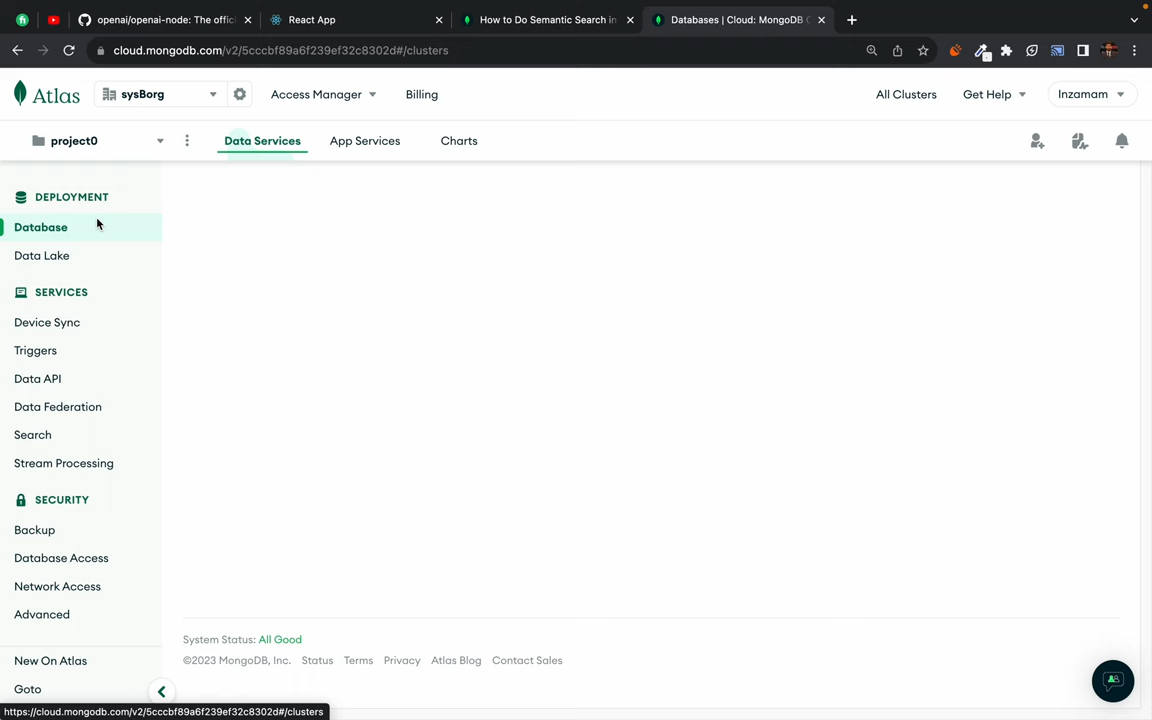 openai/openai-node: The offici
React App
How to Do Semantic Search in
Databases | Cloud: MongoDB C
cloud.mongodb.com/v2/5cccbf89a6f239ef32c8302d#/clusters
Atlas
sysBorg
Access Manager
Billing
All Clusters
Get Help
Inzamam
project0
Data Services
App Services
Charts
DEPLOYMENT
Database
Data Lake
SERVICES
Device Sync
Triggers
Data API
Data Federation
Search
Stream Processing
SECURITY
Backup
Database Access
Network Access
Advanced
New On Atlas
Goto
System Status: All Good
©2023 MongoDB, Inc. Status Terms Privacy Atlas Blog Contact Sales
https://cloud.mongodb.com/v2/5cccbf89a6f239ef32c8302d#/clusters